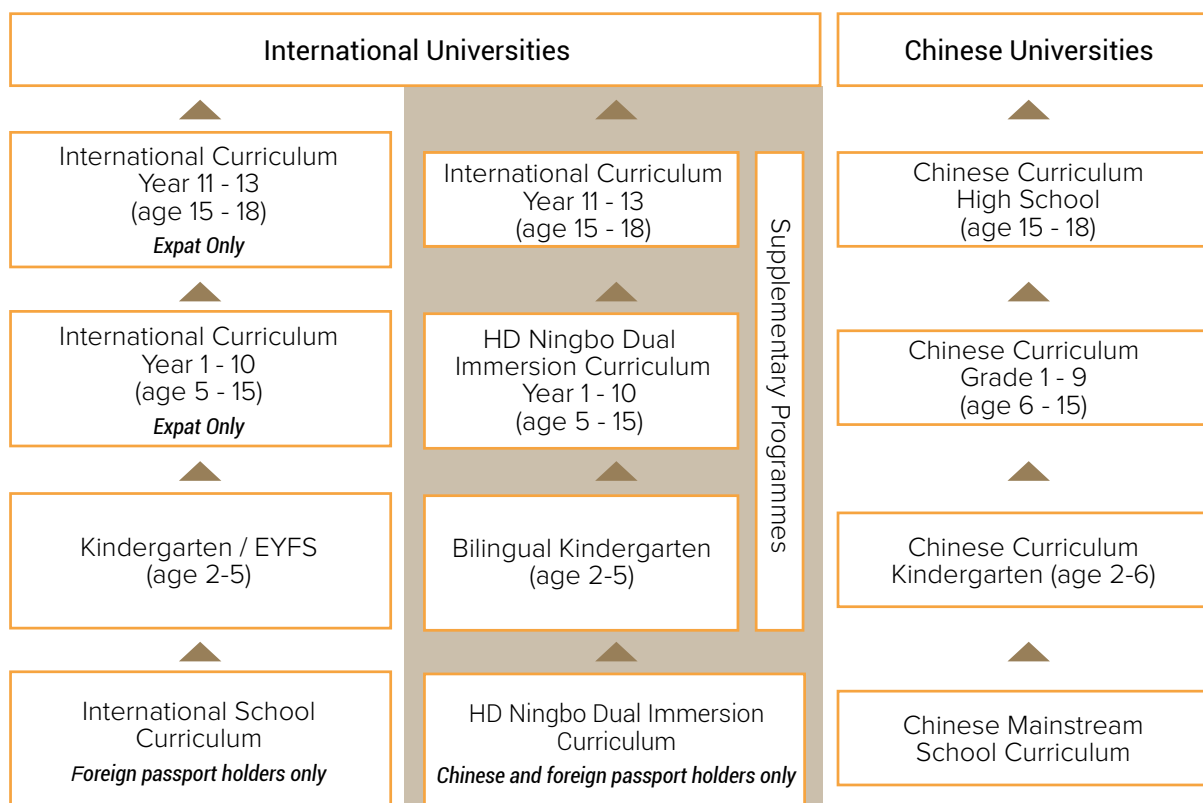 International Universities
Chinese Universities
International Curriculum
Year 11 - 13
(age 15 - 18)
Expat Only
International Curriculum
Year 11 - 13
(age 15 - 18)
Supplementary Programmes
Chinese Curriculum
High School
(age 15 - 18)
International Curriculum
Year 1 - 10
(age 5 - 15)
Expat Only
HD Ningbo Dual
Immersion Curriculum
Year 1 - 10
(age 5 - 15)
Chinese Curriculum
Grade 1 - 9
(age 6 - 15)
Kindergarten / EYFS
(age 2-5)
Bilingual Kindergarten
(age 2-5)
Chinese Curriculum
Kindergarten (age 2-6)
International School
Curriculum
Foreign passport holders only
HD Ningbo Dual Immersion
Curriculum
Chinese and foreign passport holders only
Chinese Mainstream
School Curriculum